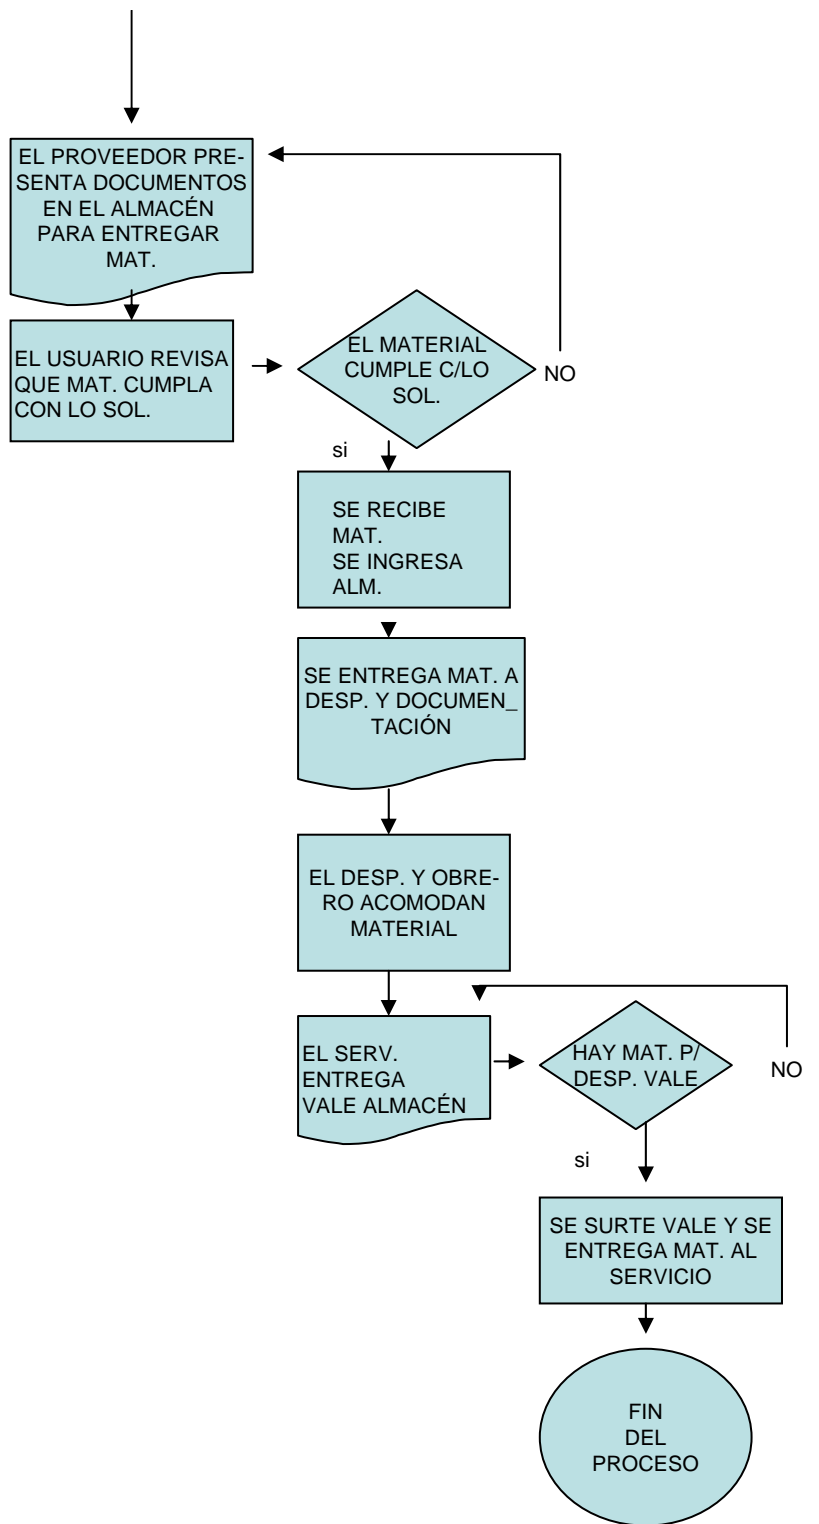 EL PROVEEDOR PRE-
SENTA DOCUMENTOS
EN EL ALMACÉN
PARA ENTREGAR
MAT.
EL USUARIO REVISA
QUE MAT. CUMPLA
CON LO SOL.
EL MATERIAL
CUMPLE C/LO
SOL.
NO
si
SE RECIBE
MAT.
SE INGRESA
ALM.
SE ENTREGA MAT. A
DESP. Y DOCUMEN_
TACIÓN
EL DESP. Y OBRE-
RO ACOMODAN
MATERIAL
EL SERV.
ENTREGA
VALE ALMACÉN
HAY MAT. P/
DESP. VALE
NO
si
SE SURTE VALE Y SE
ENTREGA MAT. AL
SERVICIO
FIN
DEL
PROCESO